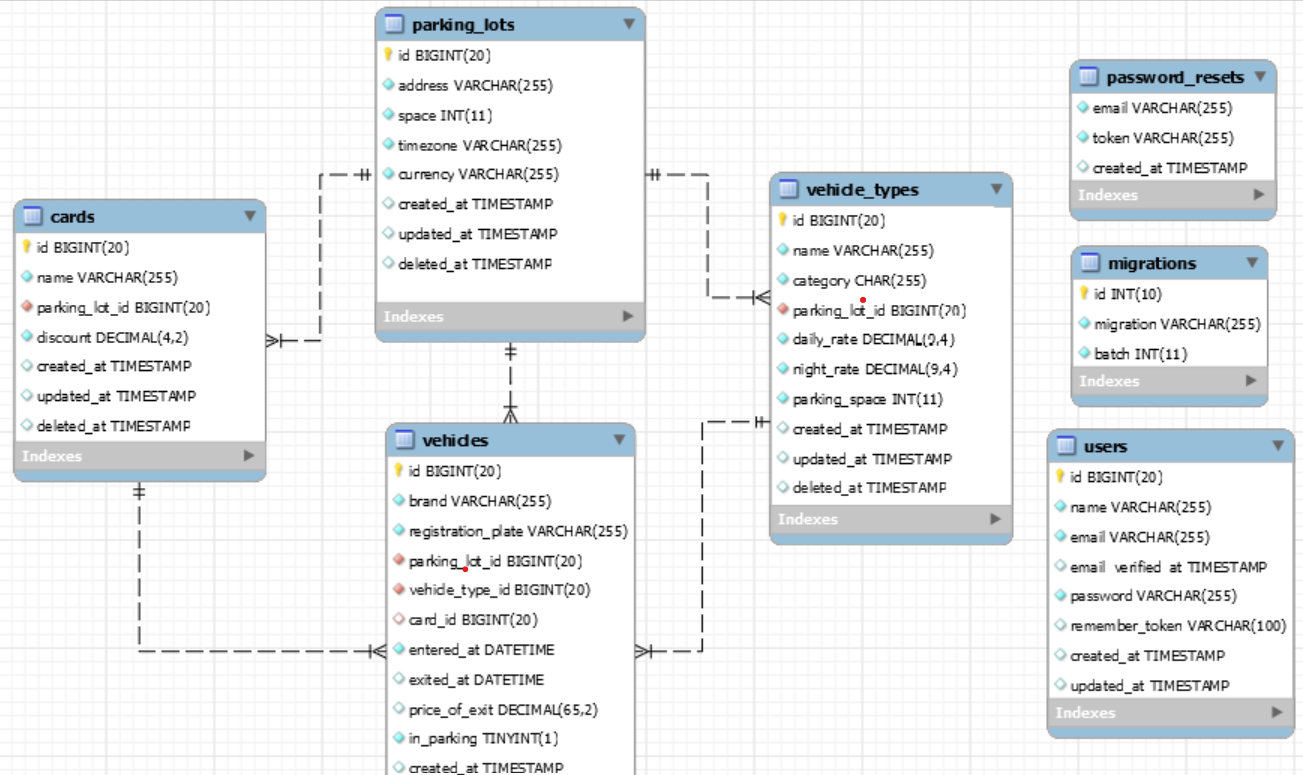 parking_lots
id BIGINT(20)
address VARCHAR(255)
space INT(11)
timezone VARCHAR(255)
currency VARCHAR(255)
created_at TIMESTAMP
updated_at TIMESTAMP
deleted_at TIMESTAMP
Indexes
cards
id BIGINT(20)
name VARCHAR(255)
parking_lot_id BIGINT(20)
discount DECIMAL(4,2)
created_at TIMESTAMP
updated_at TIMESTAMP
deleted_at TIMESTAMP
Indexes
vehicles
id BIGINT(20)
brand VARCHAR(255)
registration_plate VARCHAR(255)
parking_lot_id BIGINT(20)
vehicle_type_id BIGINT(20)
card_id BIGINT(20)
entered_at DATETIME
exited_at DATETIME
price_of_exit DECIMAL(65,2)
in_parking TINYINT(1)
created_at TIMESTAMP
vehicle_types
id BIGINT(20)
name VARCHAR(255)
category CHAR(255)
parking_lot_id BIGINT(20)
daily_rate DECIMAL(9,4)
night_rate DECIMAL(9,4)
parking_space INT(11)
created_at TIMESTAMP
updated_at TIMESTAMP
deleted_at TIMESTAMP
Indexes
password_resets
email VARCHAR(255)
token VARCHAR(255)
created_at TIMESTAMP
Indexes
migrations
id INT(10)
migration VARCHAR(255)
batch INT(11)
Indexes
users
id BIGINT(20)
name VARCHAR(255)
email VARCHAR(255)
email_verified_at TIMESTAMP
password VARCHAR(255)
remember_token VARCHAR(100)
created_at TIMESTAMP
updated_at TIMESTAMP
Indexes